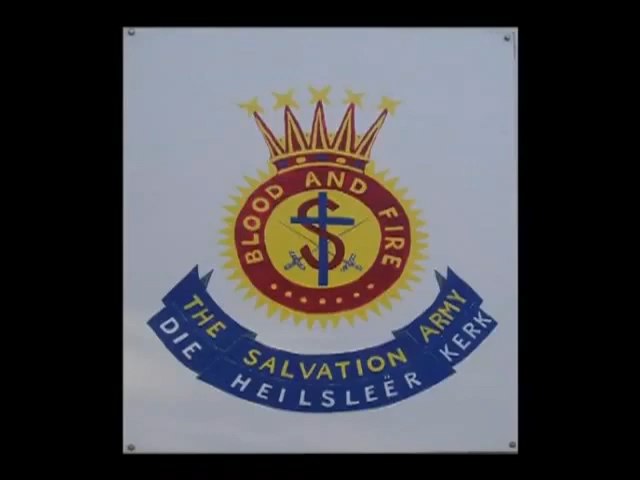 BLOOD AND FIRE
S
THE SALVATION ARMY
DIE HEILSLEËR KERK